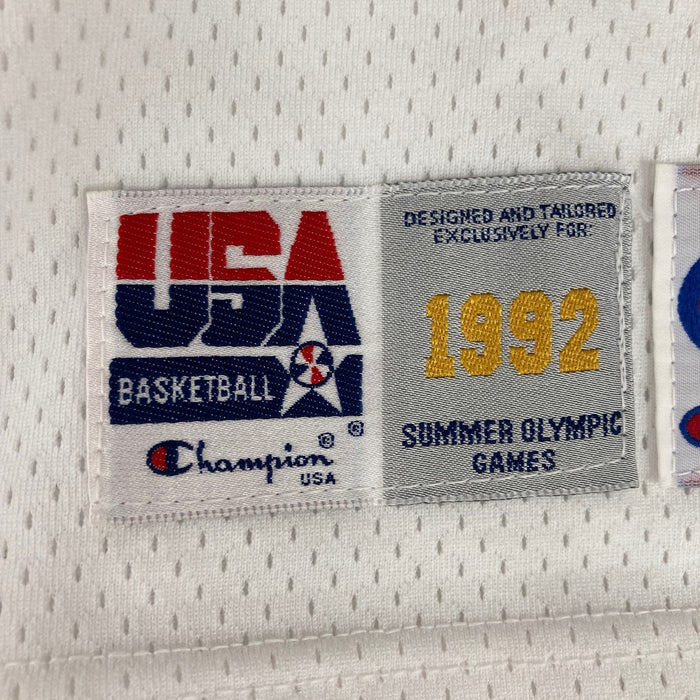 USA
BASKETBALL
Champion® ®
USA
DESIGNED AND TAILORED
EXCLUSIVELY FOR:
1992
SUMMER OLYMPIC
GAMES